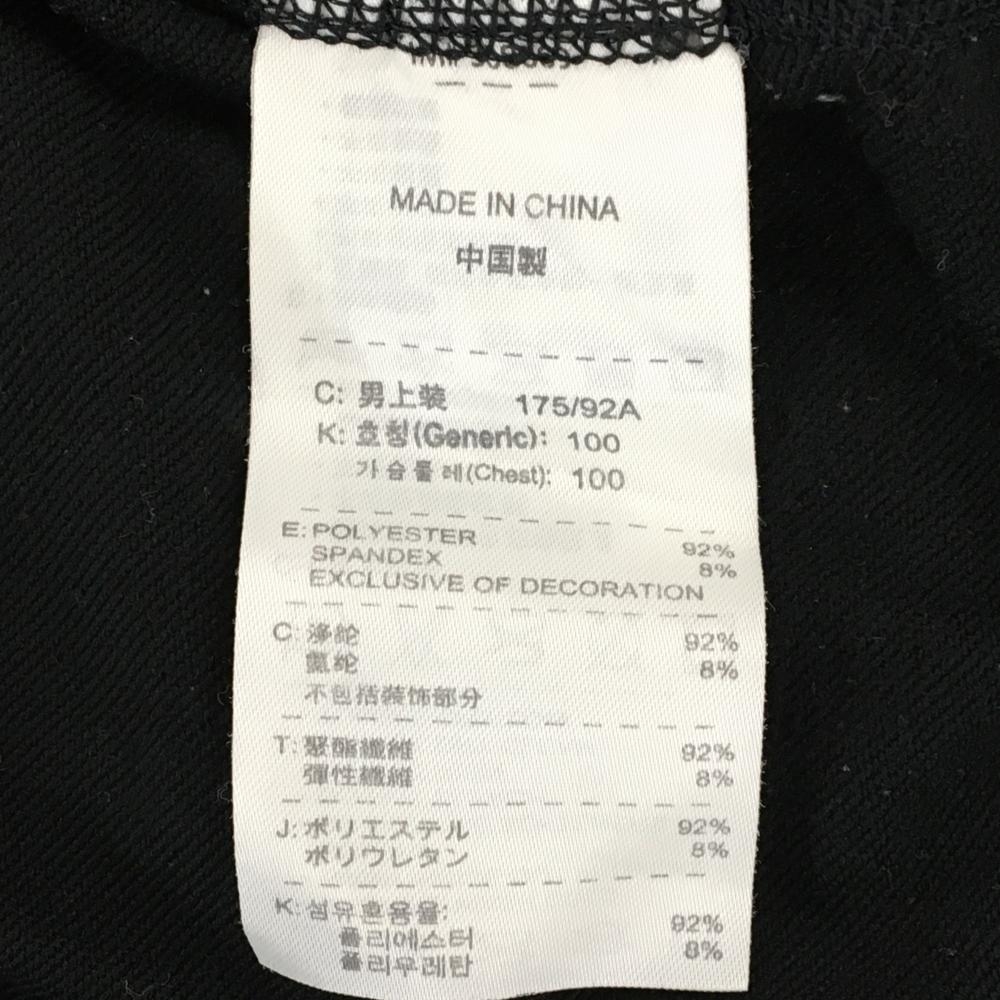 MADE IN CHINA
中国製
C: 男上装 175/92A
K: 호칭(Generic): 100
가슴둘레(Chest): 100
E: POLYESTER 92%
SPANDEX 8%
EXCLUSIVE OF DECORATION
C: 涤纶 92%
氨纶 8%
不包括装饰部分
T: 聚酯纖維 92%
彈性纖維 8%
J: ポリエステル 92%
ポリウレタン 8%
K: 섬유혼용율:
폴리에스터 92%
폴리우레탄 8%